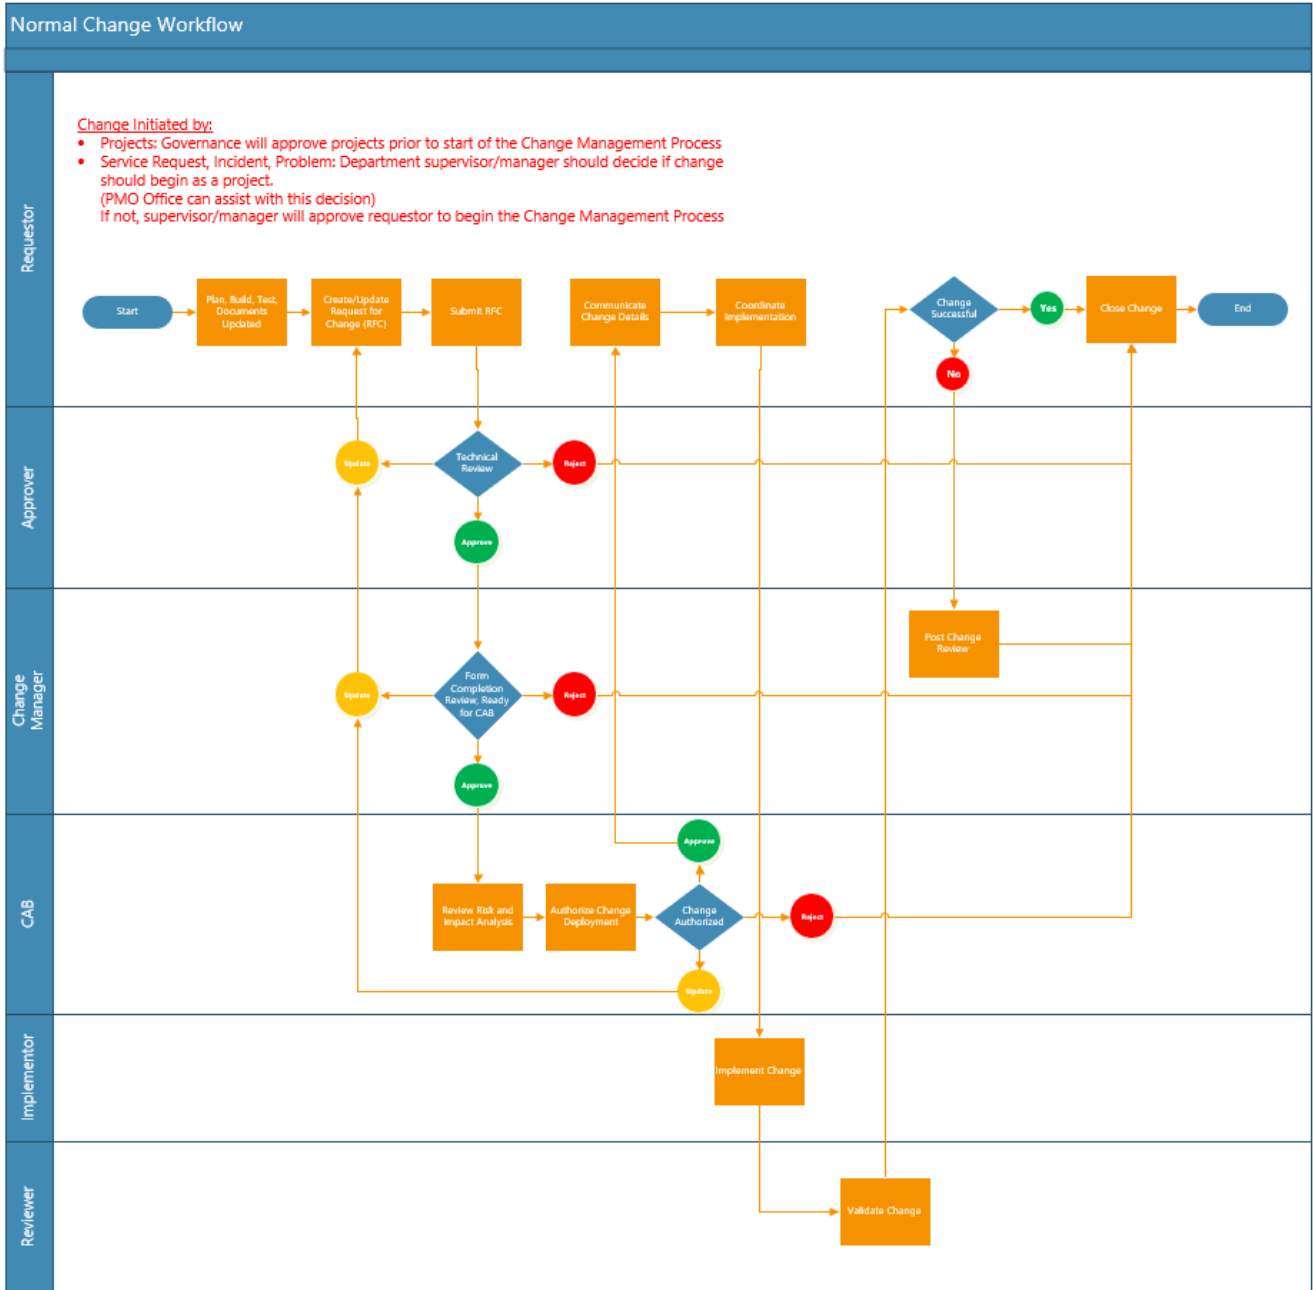 Normal Change Workflow
Requestor
Change Initiated by:
• Projects: Governance will approve projects prior to start of the Change Management Process
• Service Request, Incident, Problem: Department supervisor/manager should decide if change
should begin as a project.
(PMO Office can assist with this decision)
If not, supervisor/manager will approve requestor to begin the Change Management Process
Start
Plan, Build, Test,
Documents
Updated
Create/Update
Request for
Change (RFC)
Submit RFC
Communicate
Change Details
Coordinate
Implementation
Change
Successful
Yes
No
Close Change
End
Approver
Update
Technical
Review
Reject
Approve
Change
Manager
Update
Form
Completion
Review, Ready
for CAB
Reject
Approve
Post Change
Review
CAB
Review Risk and
Impact Analysis
Authorize Change
Deployment
Approve
Change
Authorized
Reject
Update
Implementor
Implement Change
Reviewer
Validate Change